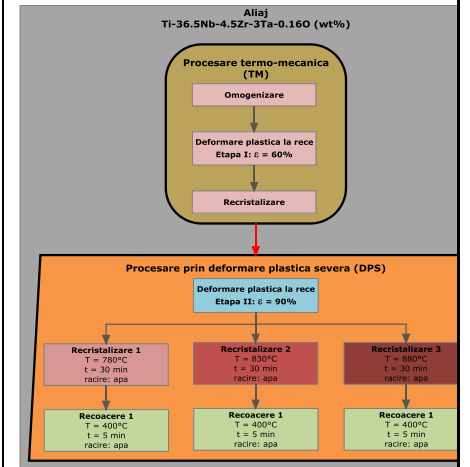 Aliaj
Ti-36.5Nb-4.5Zr-3Ta-0.16O (wt%)
Procesare termo-mecanica
(TM)
Omogenizare
Deformare plastica la rece
Etapa I: ε = 60%
Recristalizare
Procesare prin deformare plastica severa (DPS)
Deformare plastica la rece
Etapa II: ε = 90%
Recristalizare 1
T = 780°C
t = 30 min
racire: apa
Recristalizare 2
T = 830°C
t = 30 min
racire: apa
Recristalizare 3
T = 880°C
t = 30 min
racire: apa
Recoacere 1
T = 400°C
t = 5 min
racire: apa
Recoacere 1
T = 400°C
t = 5 min
racire: apa
Recoacere 1
T = 400°C
t = 5 min
racire: apa